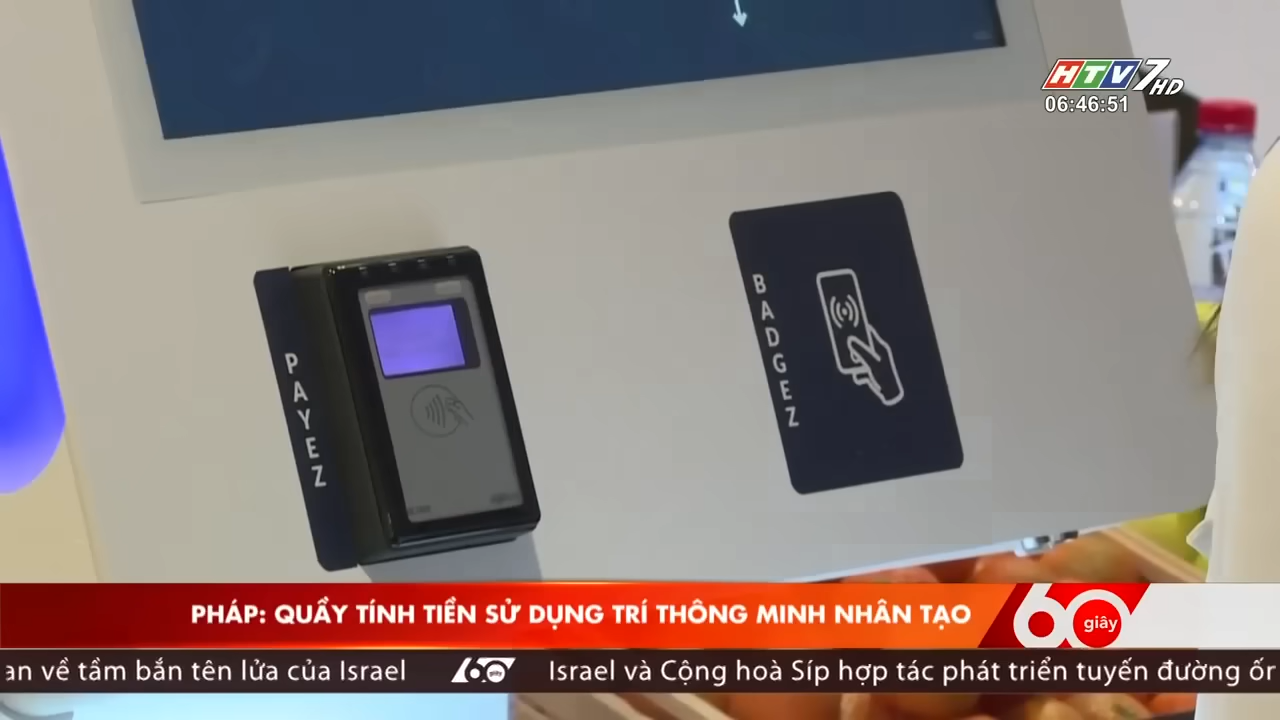 HTV7HD
06:46:51
PAYEZ
BADGEZ
PHÁP: QUẦY TÍNH TIỀN SỬ DỤNG TRÍ THÔNG MINH NHÂN TẠO
60 giây
an về tầm bắn tên lửa của Israel 60 giây Israel và Cộng hoà Síp hợp tác phát triển tuyến đường ốr